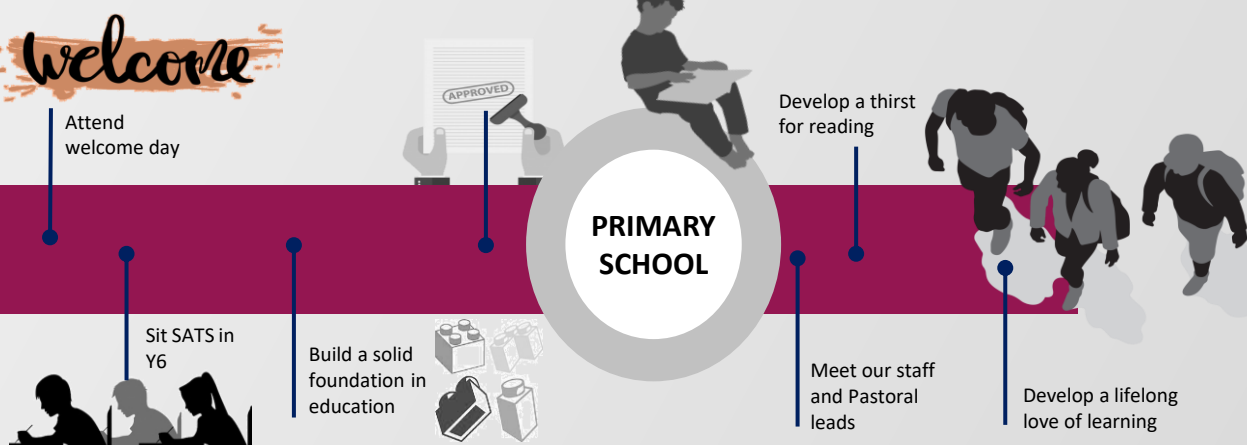 welcome
Attend
welcome day
APPROVED
Develop a thirst
for reading
PRIMARY
SCHOOL
Sit SATS in
Y6
Build a solid
foundation in
education
Meet our staff
and Pastoral
leads
Develop a lifelong
love of learning